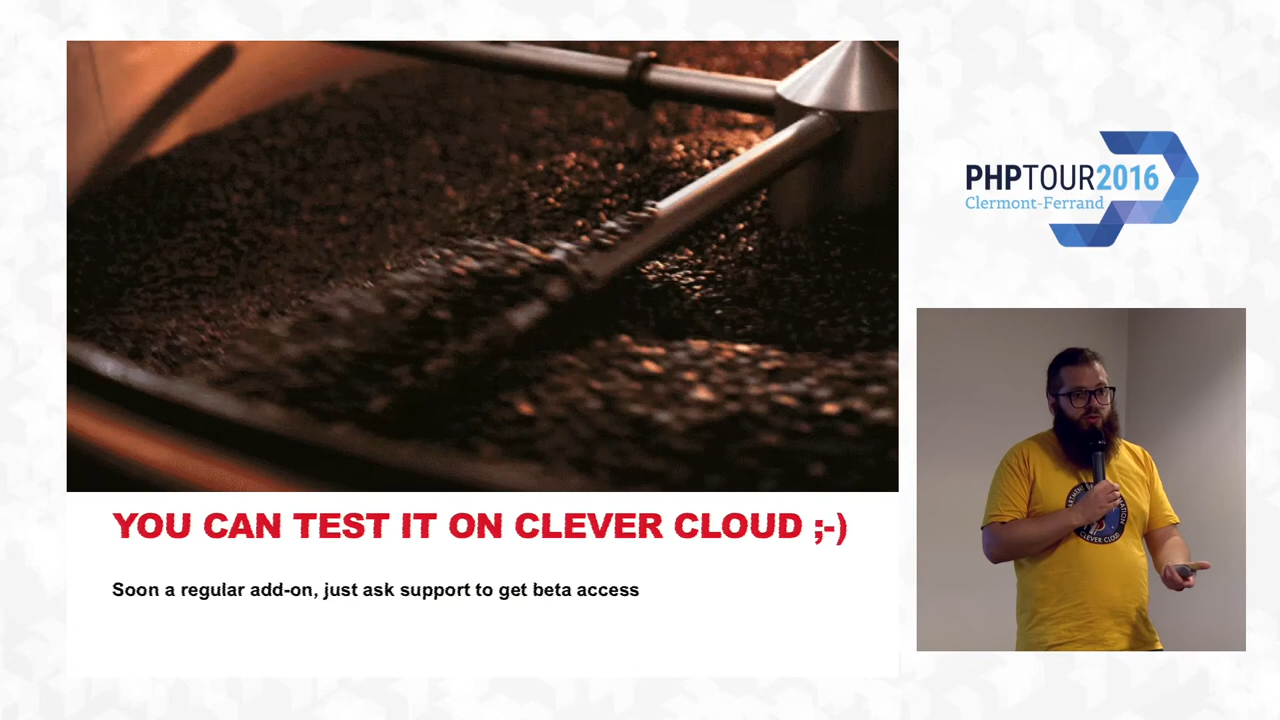 PHPTOUR2016
Clermont-Ferrand
YOU CAN TEST IT ON CLEVER CLOUD ;-)
Soon a regular add-on, just ask support to get beta access
CLEVER CLOUD